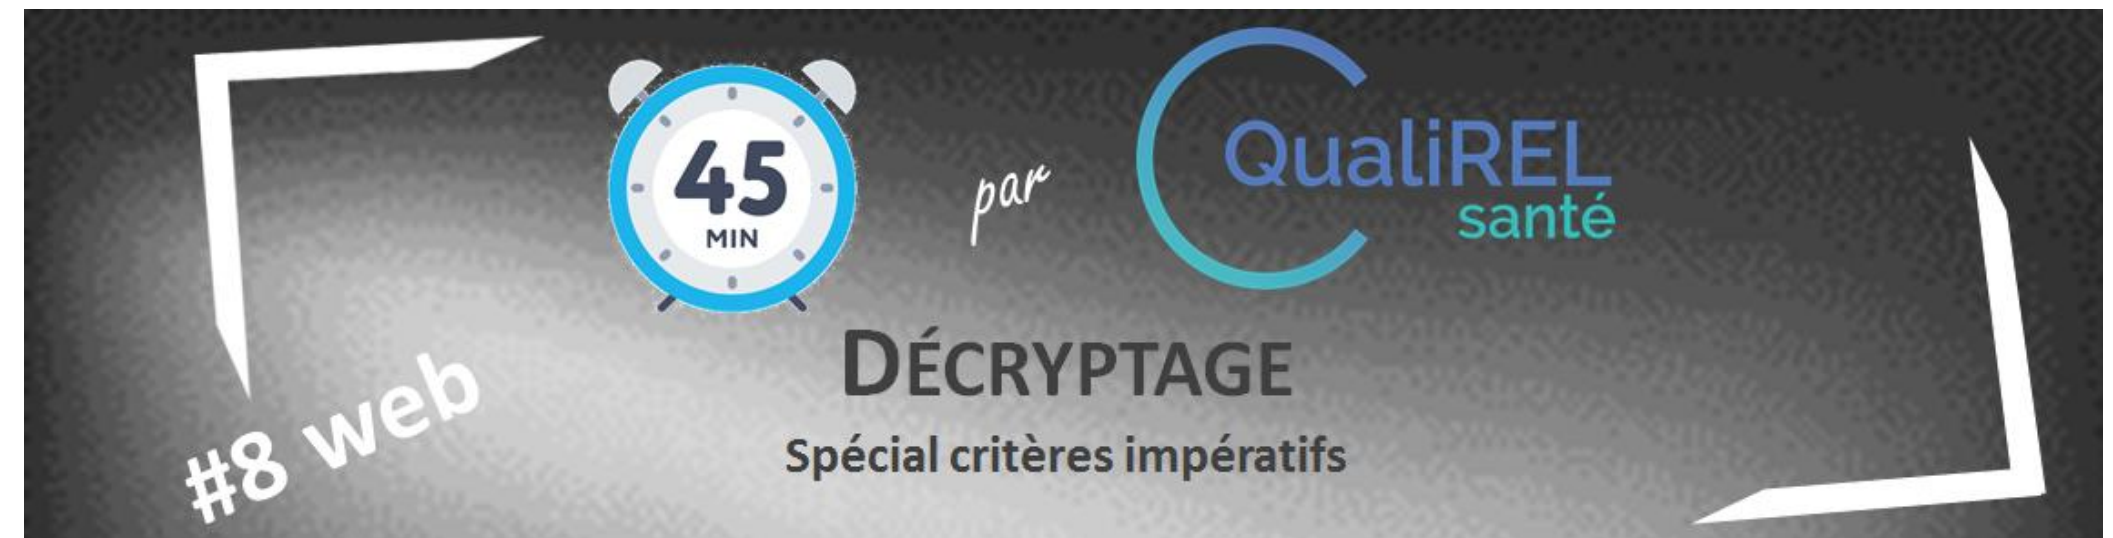 45
MIN
par
QualiREL
santé
DÉCRYPTAGE
Spécial critères impératifs
#8 web